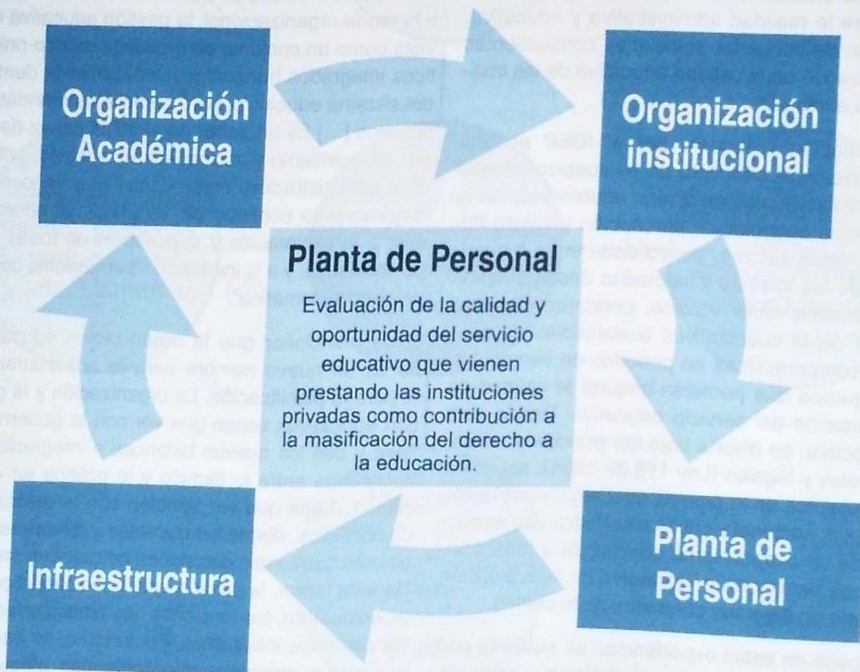 Organización
Académica
Organización
institucional
Planta de Personal
Evaluación de la calidad y
oportunidad del servicio
educativo que vienen
prestando las instituciones
privadas como contribución a
la masificación del derecho a
la educación.
Infraestructura
Planta de
Personal